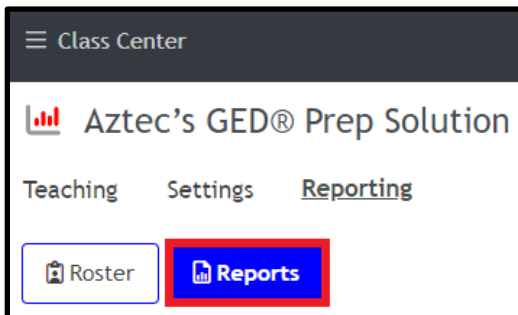 Class Center
Aztec's GED® Prep Solution
Teaching Settings Reporting
Roster Reports